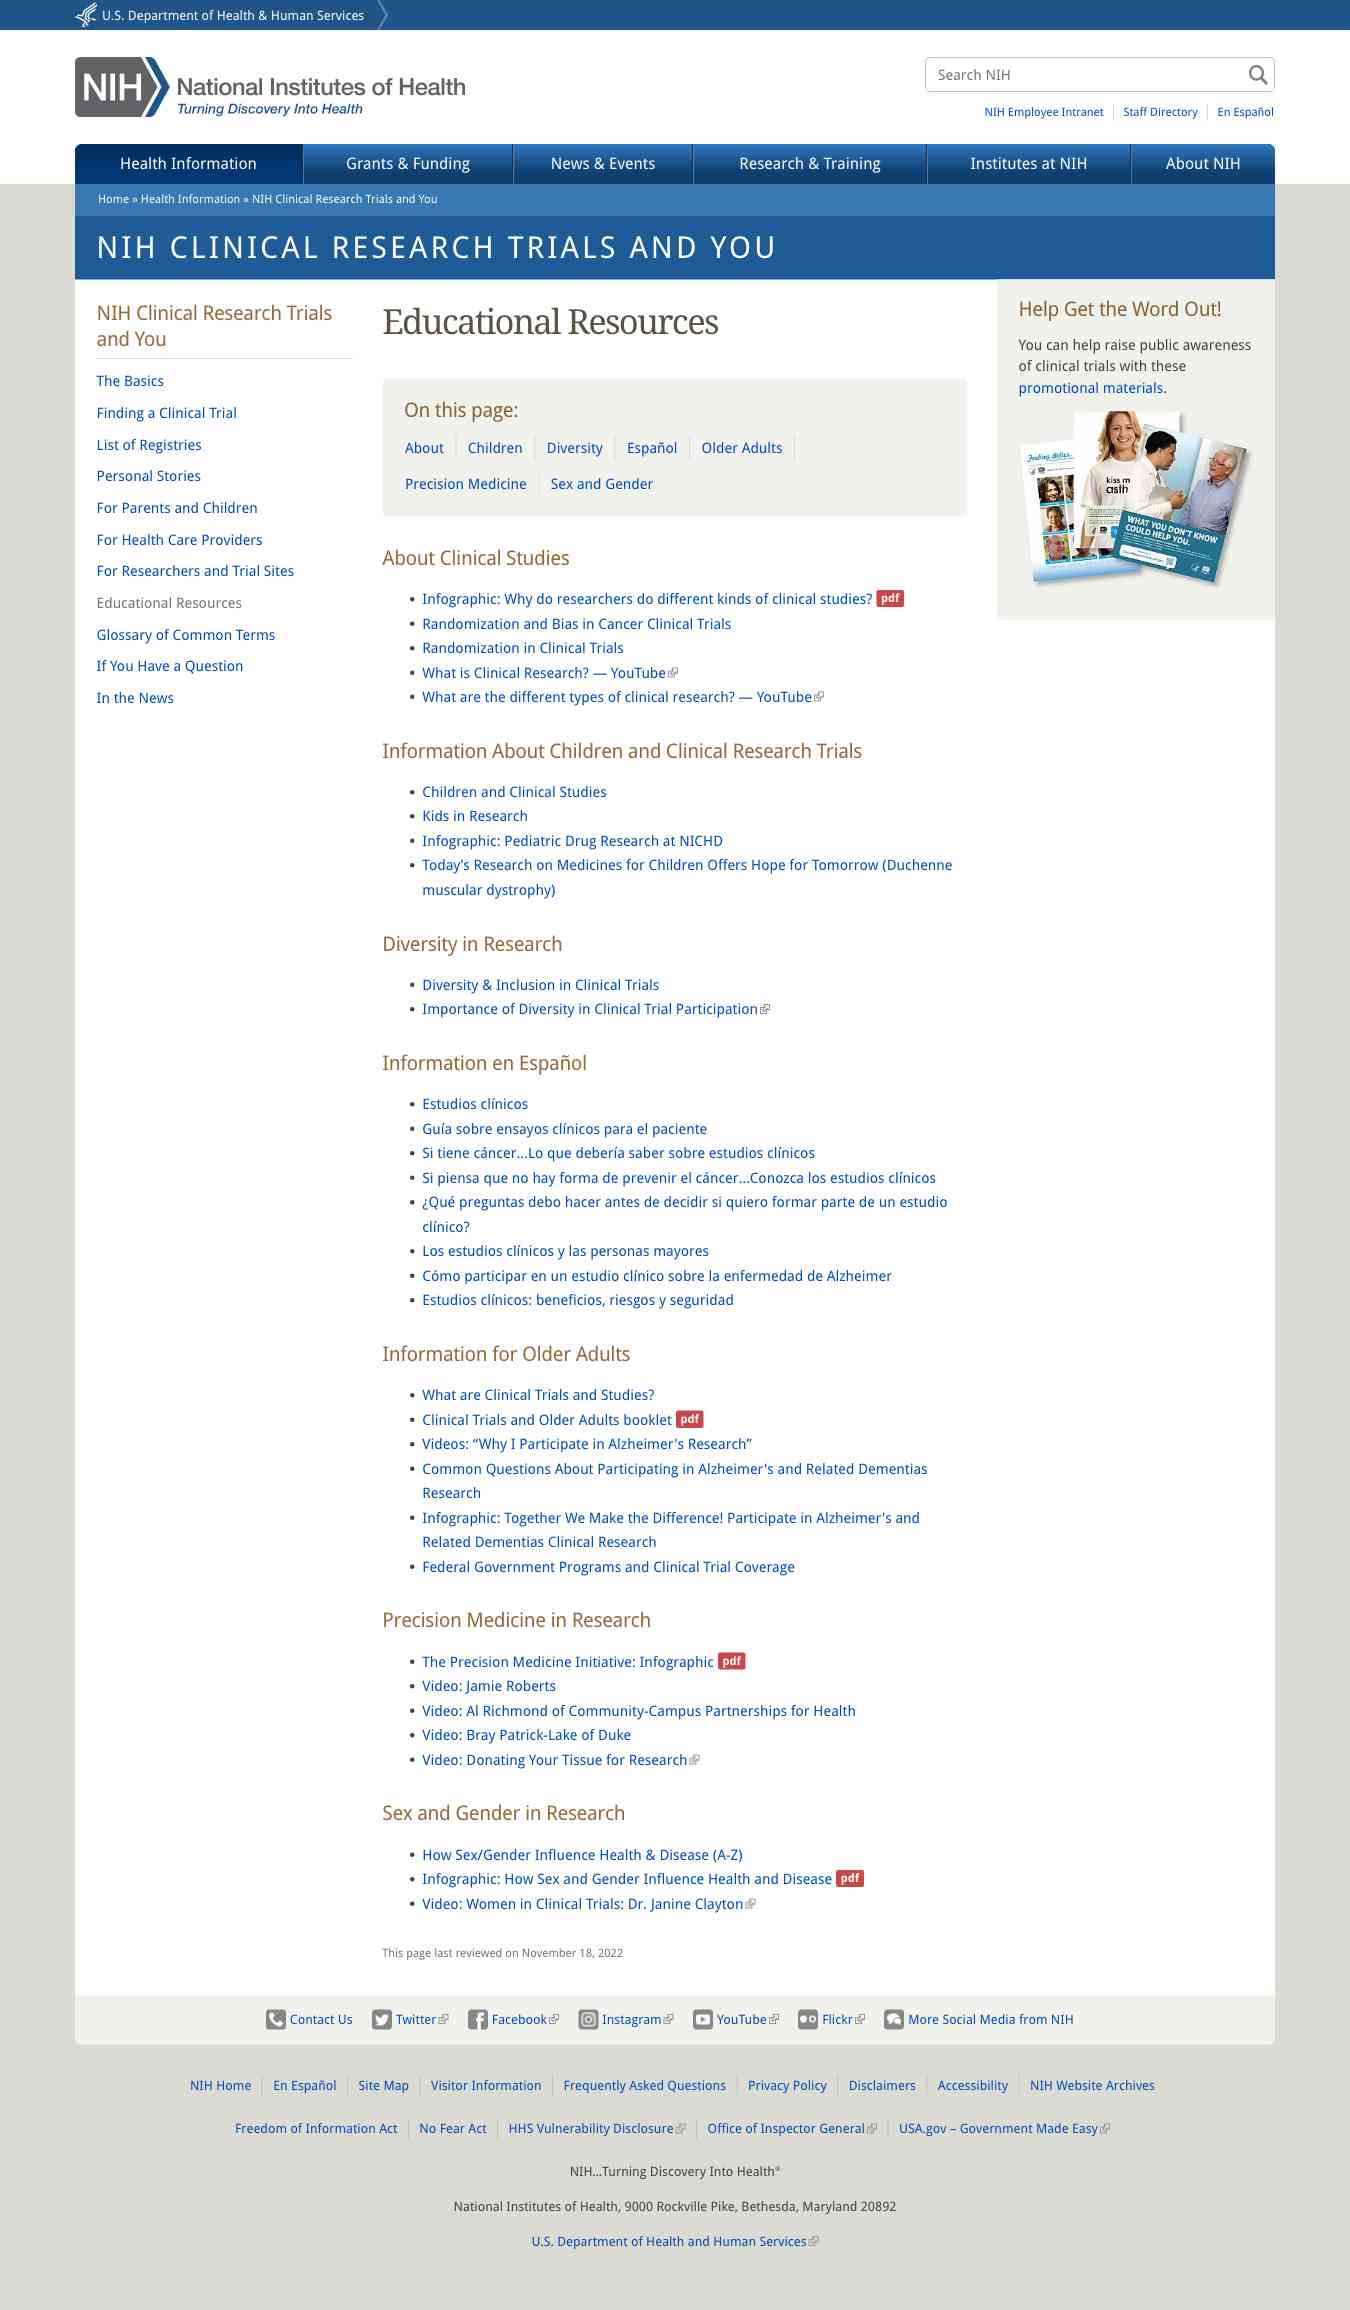 U.S. Department of Health & Human Services
NIH National Institutes of Health
Turning Discovery Into Health
Search NIH
NIH Employee Intranet
Staff Directory
En Español
Health Information
Grants & Funding
News & Events
Research & Training
Institutes at NIH
About NIH
Home » Health Information » NIH Clinical Research Trials and You
NIH CLINICAL RESEARCH TRIALS AND YOU
NIH Clinical Research Trials
and You
The Basics
Finding a Clinical Trial
List of Registries
Personal Stories
For Parents and Children
For Health Care Providers
For Researchers and Trial Sites
Educational Resources
Glossary of Common Terms
If You Have a Question
In the News
Educational Resources
On this page:
About
Children
Diversity
Español
Older Adults
Precision Medicine
Sex and Gender
About Clinical Studies
• Infographic: Why do researchers do different kinds of clinical studies? pdf
• Randomization and Bias in Cancer Clinical Trials
• Randomization in Clinical Trials
• What is Clinical Research? — YouTube
• What are the different types of clinical research? — YouTube
Information About Children and Clinical Research Trials
• Children and Clinical Studies
• Kids in Research
• Infographic: Pediatric Drug Research at NICHD
• Today's Research on Medicines for Children Offers Hope for Tomorrow (Duchenne
muscular dystrophy)
Diversity in Research
• Diversity & Inclusion in Clinical Trials
• Importance of Diversity in Clinical Trial Participation
Information en Español
• Estudios clínicos
• Guía sobre ensayos clínicos para el paciente
• Si tiene cáncer...Lo que debería saber sobre estudios clínicos
• Si piensa que no hay forma de prevenir el cáncer...Conozca los estudios clínicos
• ¿Qué preguntas debo hacer antes de decidir si quiero formar parte de un estudio
clínico?
• Los estudios clínicos y las personas mayores
• Cómo participar en un estudio clínico sobre la enfermedad de Alzheimer
• Estudios clínicos: beneficios, riesgos y seguridad
Information for Older Adults
• What are Clinical Trials and Studies?
• Clinical Trials and Older Adults booklet pdf
• Videos: “Why I Participate in Alzheimer's Research”
• Common Questions About Participating in Alzheimer's and Related Dementias
Research
• Infographic: Together We Make the Difference! Participate in Alzheimer's and
Related Dementias Clinical Research
• Federal Government Programs and Clinical Trial Coverage
Precision Medicine in Research
• The Precision Medicine Initiative: Infographic pdf
• Video: Jamie Roberts
• Video: Al Richmond of Community-Campus Partnerships for Health
• Video: Bray Patrick-Lake of Duke
• Video: Donating Your Tissue for Research
Sex and Gender in Research
• How Sex/Gender Influence Health & Disease (A-Z)
• Infographic: How Sex and Gender Influence Health and Disease pdf
• Video: Women in Clinical Trials: Dr. Janine Clayton
This page last reviewed on November 18, 2022
Help Get the Word Out!
You can help raise public awareness
of clinical trials with these
promotional materials.
kiss m
asth
WHAT YOU DON'T KNOW
COULD HELP YOU.
Contact Us
Twitter
Facebook
Instagram
YouTube
Flickr
More Social Media from NIH
NIH Home
En Español
Site Map
Visitor Information
Frequently Asked Questions
Privacy Policy
Disclaimers
Accessibility
NIH Website Archives
Freedom of Information Act
No Fear Act
HHS Vulnerability Disclosure
Office of Inspector General
USA.gov – Government Made Easy
NIH...Turning Discovery Into Health®
National Institutes of Health, 9000 Rockville Pike, Bethesda, Maryland 20892
U.S. Department of Health and Human Services